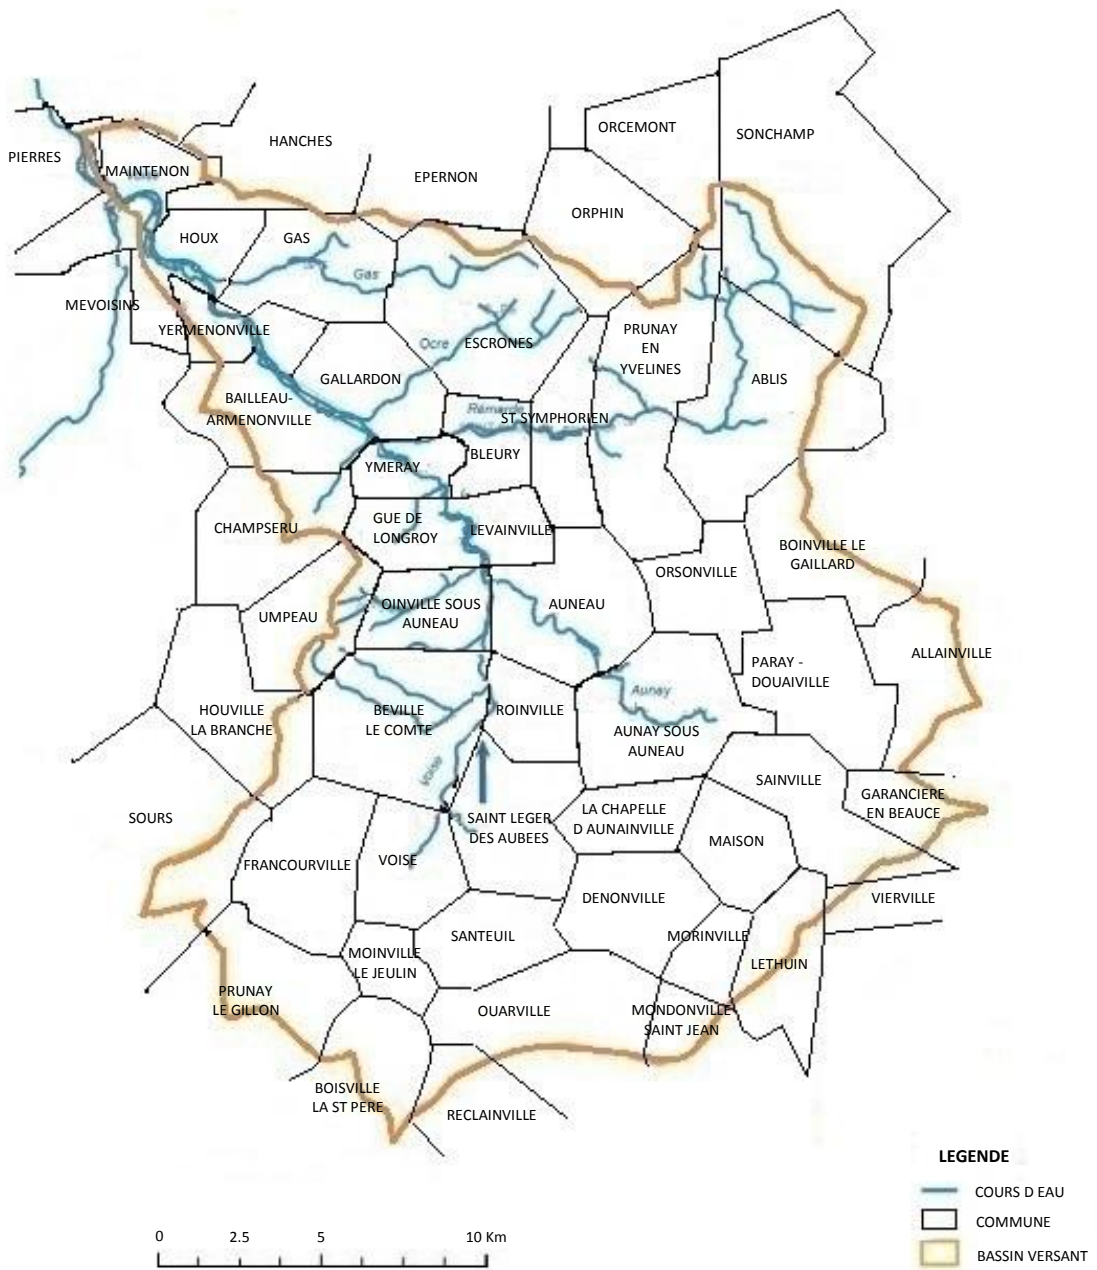 ORCEMONT
SONCHAMP
HANCHES
PIERRES
MAINTENON
EPERNON
ORPHIN
HOUX
GAS
Gas
MEVOISINS
YERMENONVILLE
Ocre
ESCRONES
PRUNAY
EN
YVELINES
GALLARDON
ABLIS
BAILLEAU-
ARMENONVILLE
Rémarde
ST SYMPHORIEN
BLEURY
YMERAY
CHAMPSERU
GUE DE
LONGROY
LEVAINVILLE
BOINVILLE LE
GAILLARD
ORSONVILLE
OINVILLE SOUS
AUNEAU
AUNEAU
UMPEAU
ALLAINVILLE
PARAY -
DOUAIVILLE
Aunay
HOUVILLE
LA BRANCHE
BEVILLE
LE COMTE
ROINVILLE
AUNAY SOUS
AUNEAU
Voise
SAINVILLE
GARANCIERE
EN BEAUCE
SOURS
SAINT LEGER
DES AUBEES
LA CHAPELLE
D AUNAINVILLE
MAISON
FRANCOURVILLE
VOISE
DENONVILLE
VIERVILLE
SANTEUIL
MORINVILLE
MOINVILLE
LE JEULIN
LETHUIN
PRUNAY
LE GILLON
OUARVILLE
MONDONVILLE
SAINT JEAN
BOISVILLE
LA ST PERE
RECLAINVILLE
LEGENDE
COURS D EAU
COMMUNE
BASSIN VERSANT
0 2.5 5 10 Km